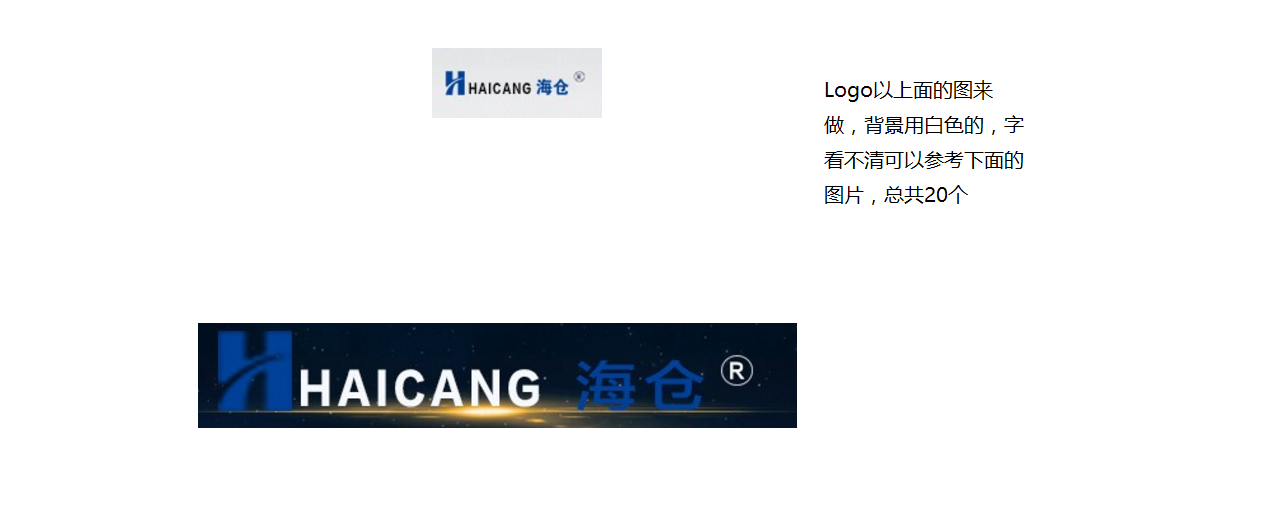 HAICANG 海仓 ®
Logo以上面的图来
做，背景用白色的，字
看不清可以参考下面的
图片，总共20个
HAICANG 海仓 ®